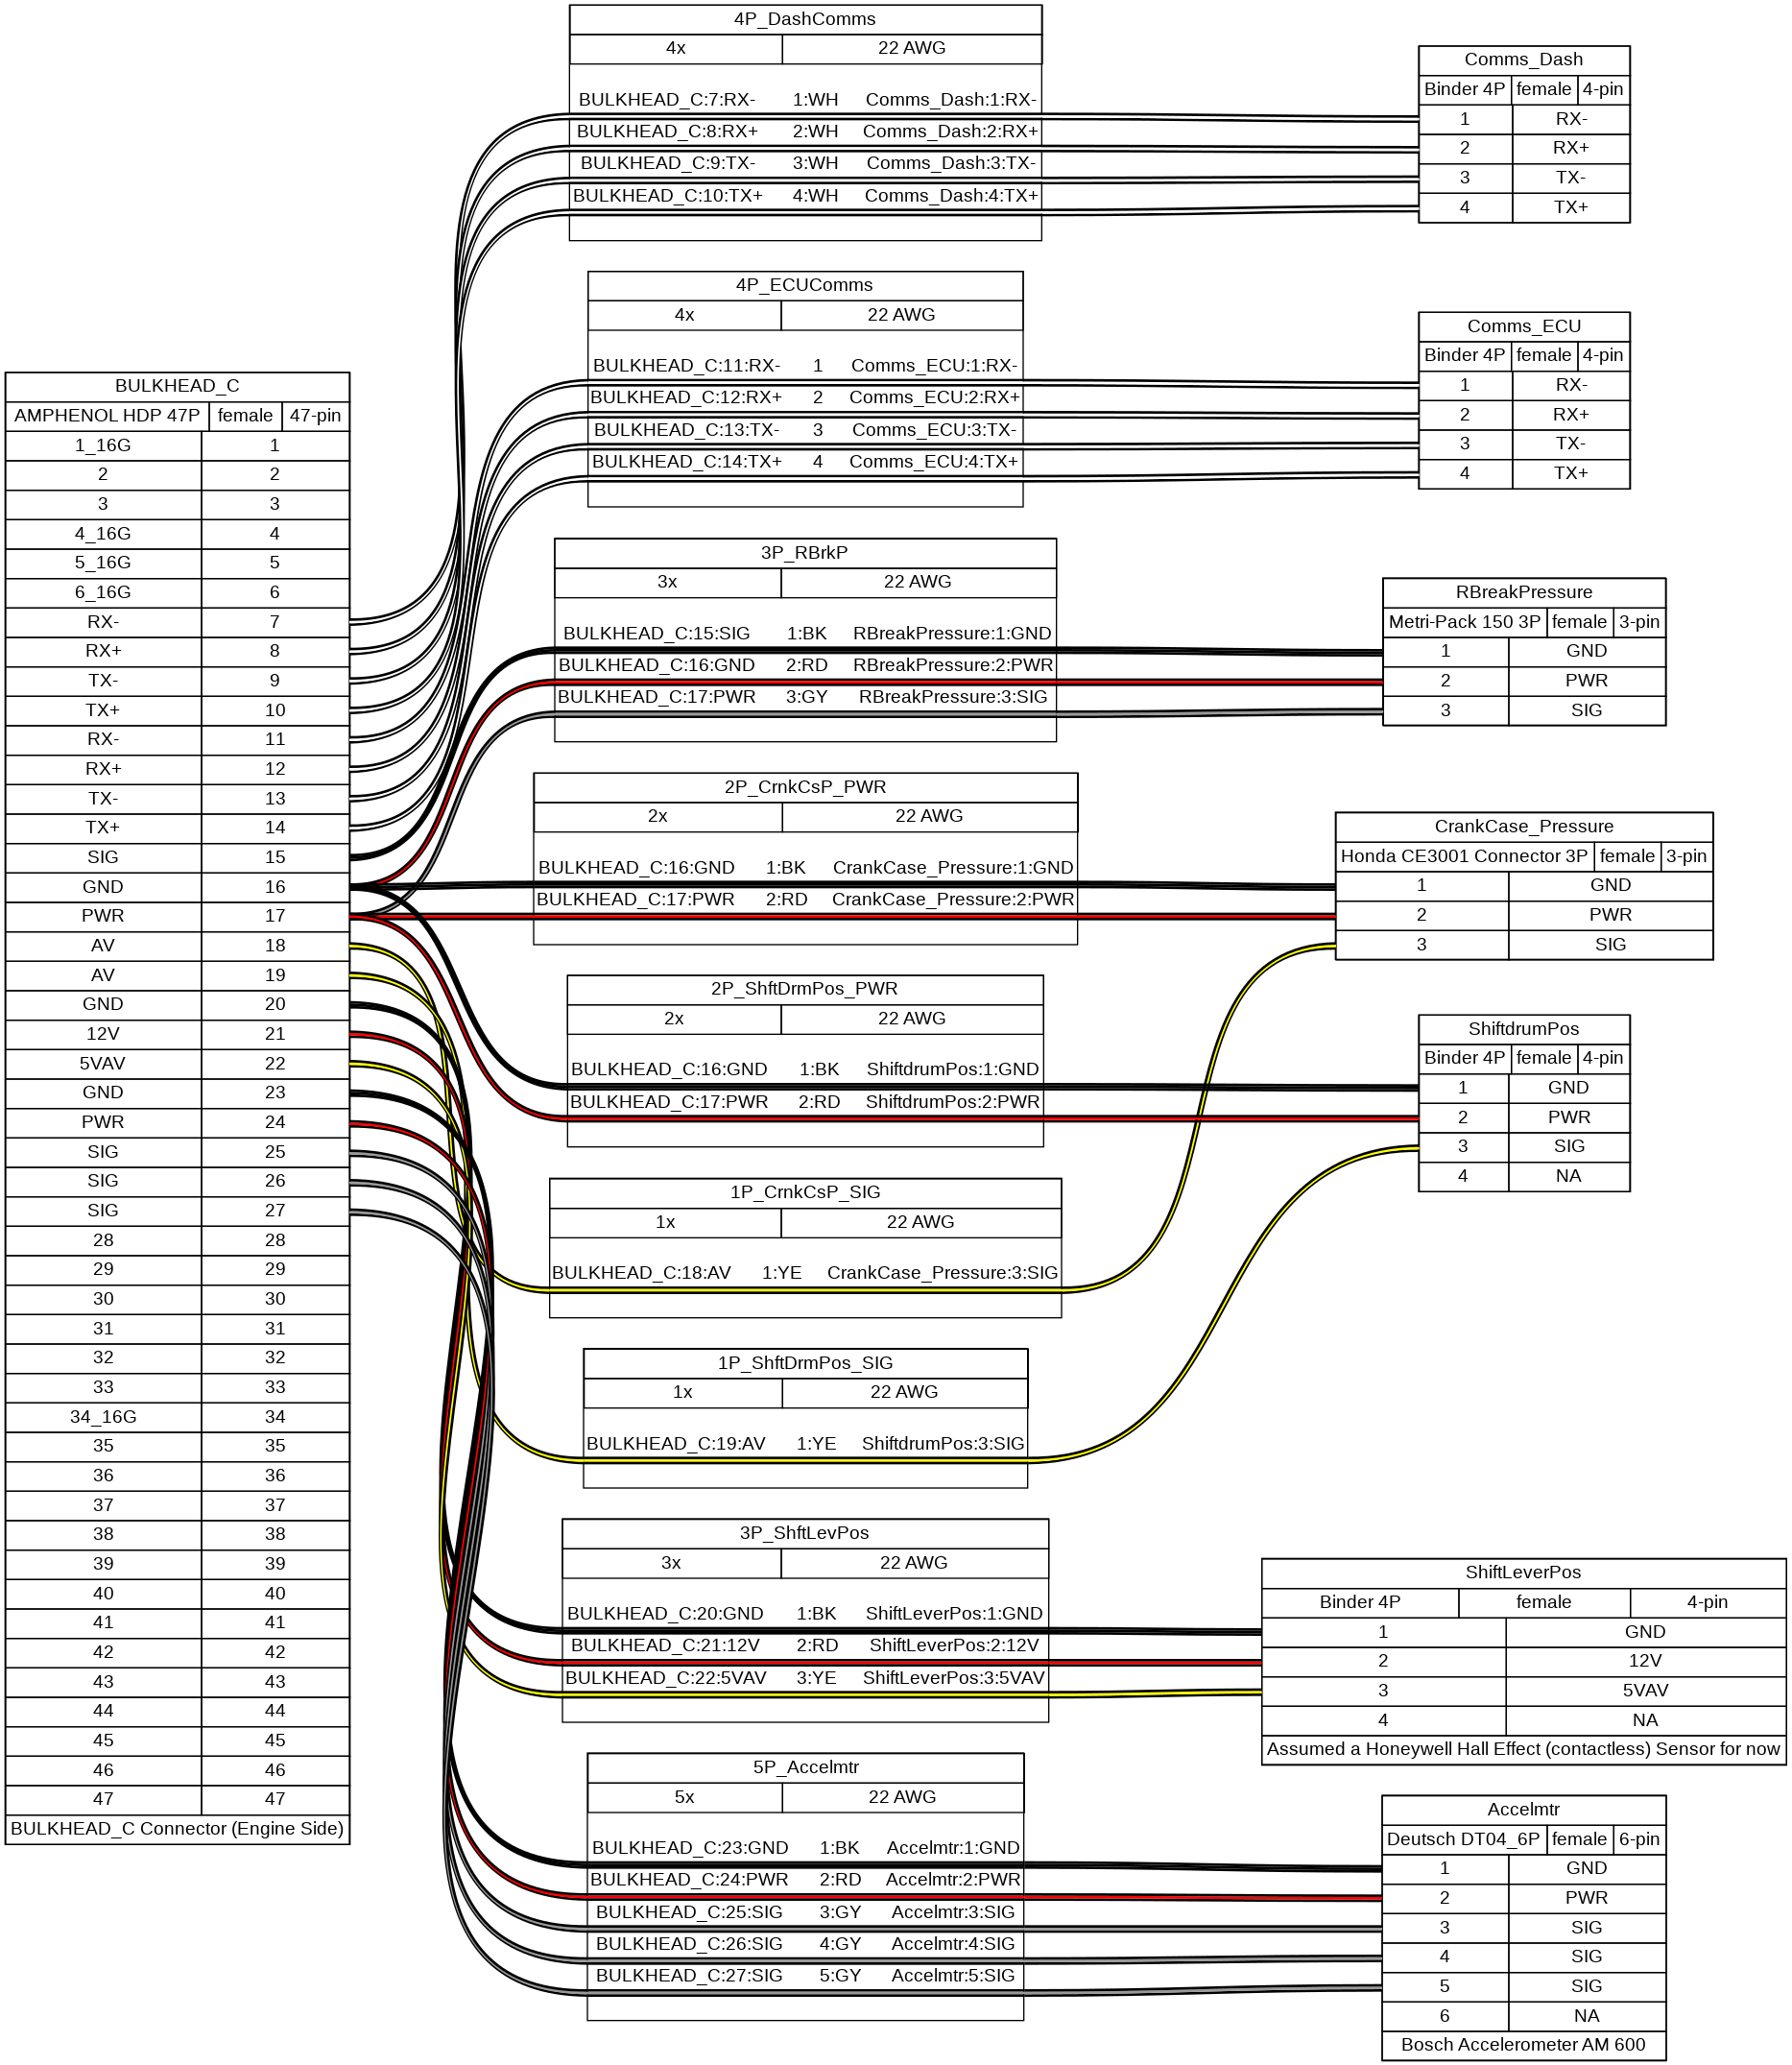 BULKHEAD_C
AMPHENOL HDP 47P female 47-pin
1_16G 1
2 2
3 3
4_16G 4
5_16G 5
6_16G 6
RX- 7
RX+ 8
TX- 9
TX+ 10
RX- 11
RX+ 12
TX- 13
TX+ 14
SIG 15
GND 16
PWR 17
AV 18
AV 19
GND 20
12V 21
5VAV 22
GND 23
PWR 24
SIG 25
SIG 26
SIG 27
28 28
29 29
30 30
31 31
32 32
33 33
34_16G 34
35 35
36 36
37 37
38 38
39 39
40 40
41 41
42 42
43 43
44 44
45 45
46 46
47 47
BULKHEAD_C Connector (Engine Side)
4P_DashComms
4x 22 AWG
BULKHEAD_C:7:RX- 1:WH Comms_Dash:1:RX-
BULKHEAD_C:8:RX+ 2:WH Comms_Dash:2:RX+
BULKHEAD_C:9:TX- 3:WH Comms_Dash:3:TX-
BULKHEAD_C:10:TX+ 4:WH Comms_Dash:4:TX+
4P_ECUComms
4x 22 AWG
BULKHEAD_C:11:RX- 1 Comms_ECU:1:RX-
BULKHEAD_C:12:RX+ 2 Comms_ECU:2:RX+
BULKHEAD_C:13:TX- 3 Comms_ECU:3:TX-
BULKHEAD_C:14:TX+ 4 Comms_ECU:4:TX+
3P_RBrkP
3x 22 AWG
BULKHEAD_C:15:SIG 1:BK RBreakPressure:1:GND
BULKHEAD_C:16:GND 2:RD RBreakPressure:2:PWR
BULKHEAD_C:17:PWR 3:GY RBreakPressure:3:SIG
2P_CrnkCsP_PWR
2x 22 AWG
BULKHEAD_C:16:GND 1:BK CrankCase_Pressure:1:GND
BULKHEAD_C:17:PWR 2:RD CrankCase_Pressure:2:PWR
2P_ShftDrmPos_PWR
2x 22 AWG
BULKHEAD_C:16:GND 1:BK ShiftdrumPos:1:GND
BULKHEAD_C:17:PWR 2:RD ShiftdrumPos:2:PWR
1P_CrnkCsP_SIG
1x 22 AWG
BULKHEAD_C:18:AV 1:YE CrankCase_Pressure:3:SIG
1P_ShftDrmPos_SIG
1x 22 AWG
BULKHEAD_C:19:AV 1:YE ShiftdrumPos:3:SIG
3P_ShftLevPos
3x 22 AWG
BULKHEAD_C:20:GND 1:BK ShiftLeverPos:1:GND
BULKHEAD_C:21:12V 2:RD ShiftLeverPos:2:12V
BULKHEAD_C:22:5VAV 3:YE ShiftLeverPos:3:5VAV
5P_Accelmtr
5x 22 AWG
BULKHEAD_C:23:GND 1:BK Accelmtr:1:GND
BULKHEAD_C:24:PWR 2:RD Accelmtr:2:PWR
BULKHEAD_C:25:SIG 3:GY Accelmtr:3:SIG
BULKHEAD_C:26:SIG 4:GY Accelmtr:4:SIG
BULKHEAD_C:27:SIG 5:GY Accelmtr:5:SIG
Comms_Dash
Binder 4P female 4-pin
1 RX-
2 RX+
3 TX-
4 TX+
Comms_ECU
Binder 4P female 4-pin
1 RX-
2 RX+
3 TX-
4 TX+
RBreakPressure
Metri-Pack 150 3P female 3-pin
1 GND
2 PWR
3 SIG
CrankCase_Pressure
Honda CE3001 Connector 3P female 3-pin
1 GND
2 PWR
3 SIG
ShiftdrumPos
Binder 4P female 4-pin
1 GND
2 PWR
3 SIG
4 NA
ShiftLeverPos
Binder 4P female 4-pin
1 GND
2 12V
3 5VAV
4 NA
Assumed a Honeywell Hall Effect (contactless) Sensor for now
Accelmtr
Deutsch DT04_6P female 6-pin
1 GND
2 PWR
3 SIG
4 SIG
5 SIG
6 NA
Bosch Accelerometer AM 600